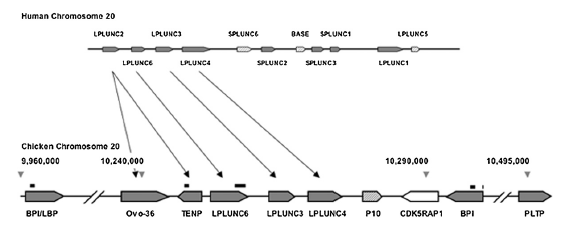 Human Chromosome 20
LPLUNC2 LPLUNC3 SPLUNC6 BASE SPLUNC1 LPLUNC5
LPLUNC6 LPLUNC4 SPLUNC2 SPLUNC3 LPLUNC1
Chicken Chromosome 20
9,960,000 10,240,000 10,290,000 10,495,000
BPI/LBP Ovo-36 TENP LPLUNC6 LPLUNC3 LPLUNC4 P10 CDK5RAP1 BPI PLTP